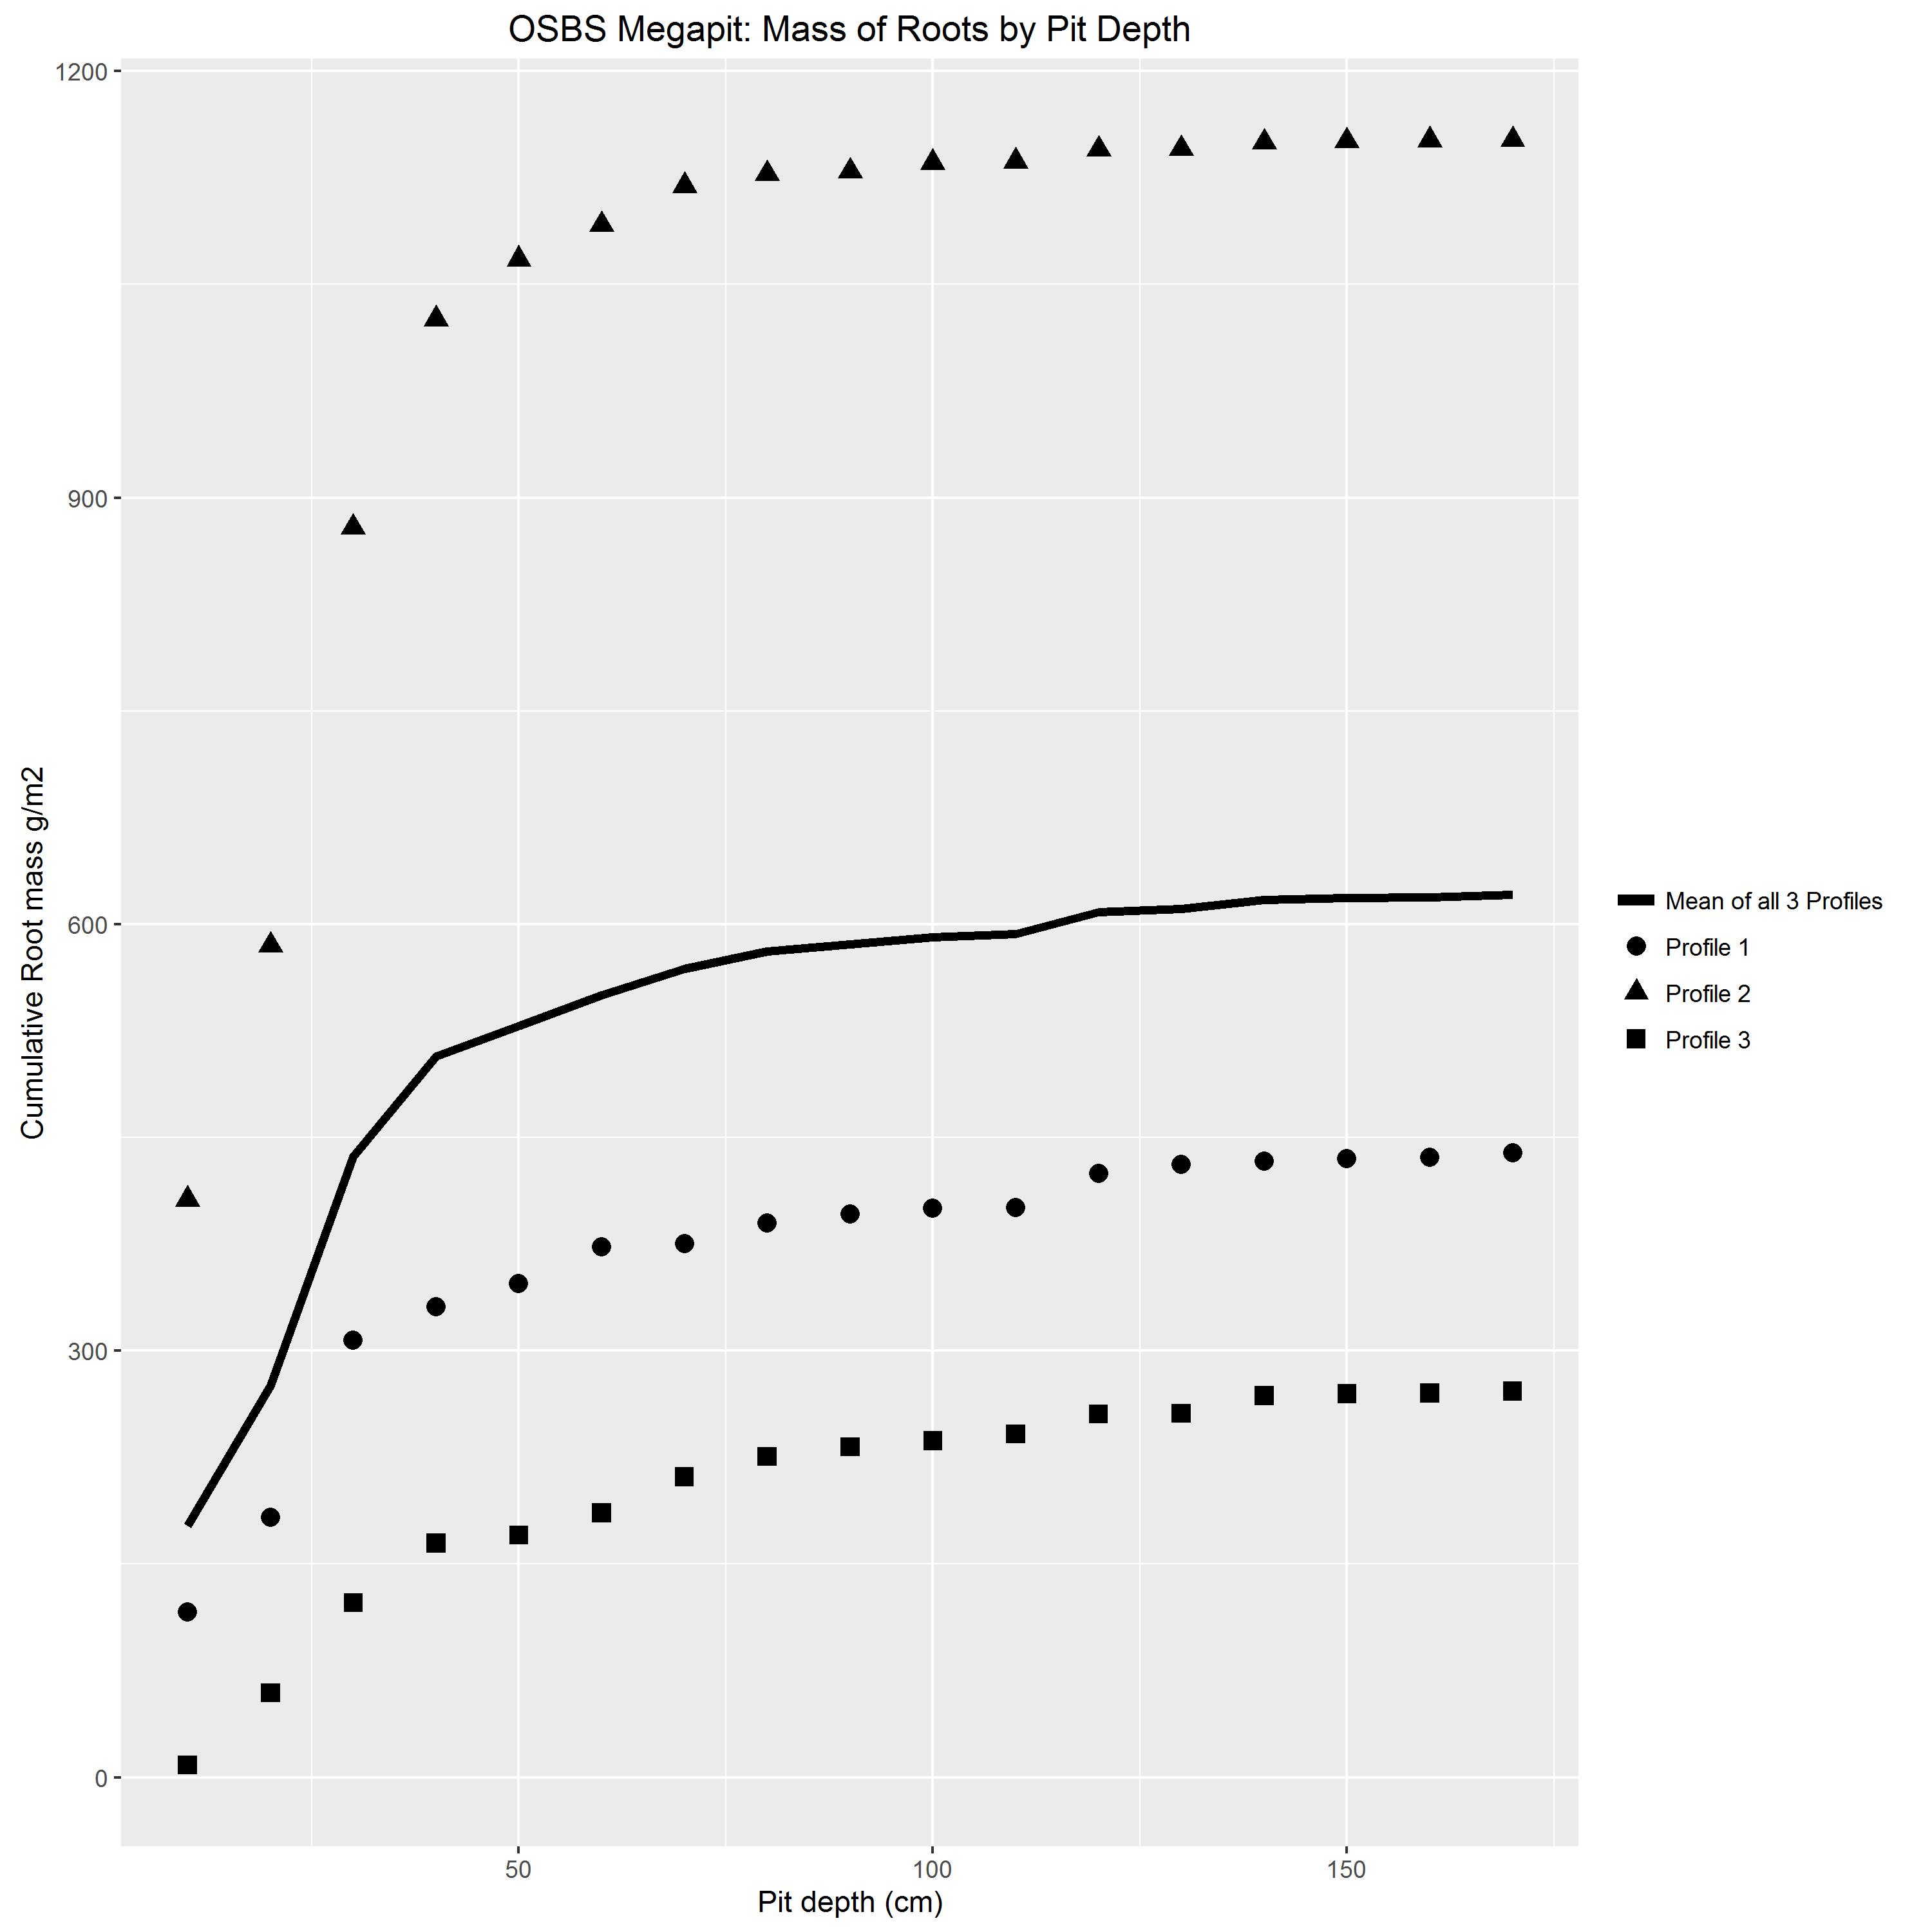 OSBS Megapit: Mass of Roots by Pit Depth
1200
900
600
300
0
Cumulative Root mass g/m2
50
100
150
Pit depth (cm)
Mean of all 3 Profiles
Profile 1
Profile 2
Profile 3